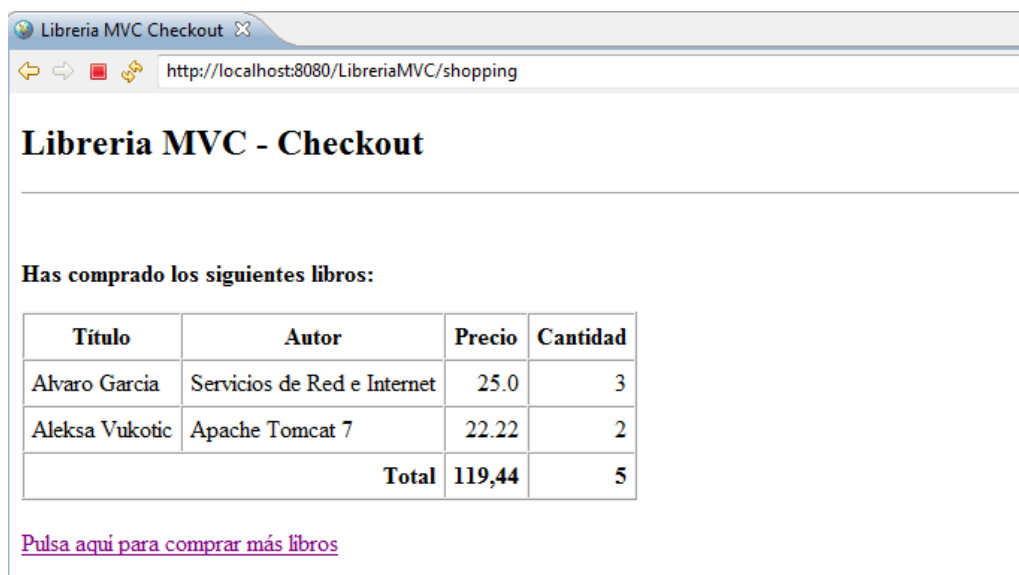 Libreria MVC Checkout
http://localhost:8080/LibreriaMVC/shopping
Libreria MVC - Checkout
Has comprado los siguientes libros:
Título Autor Precio Cantidad
Alvaro Garcia Servicios de Red e Internet 25.0 3
Aleksa Vukotic Apache Tomcat 7 22.22 2
Total 119,44 5
Pulsa aquí para comprar más libros